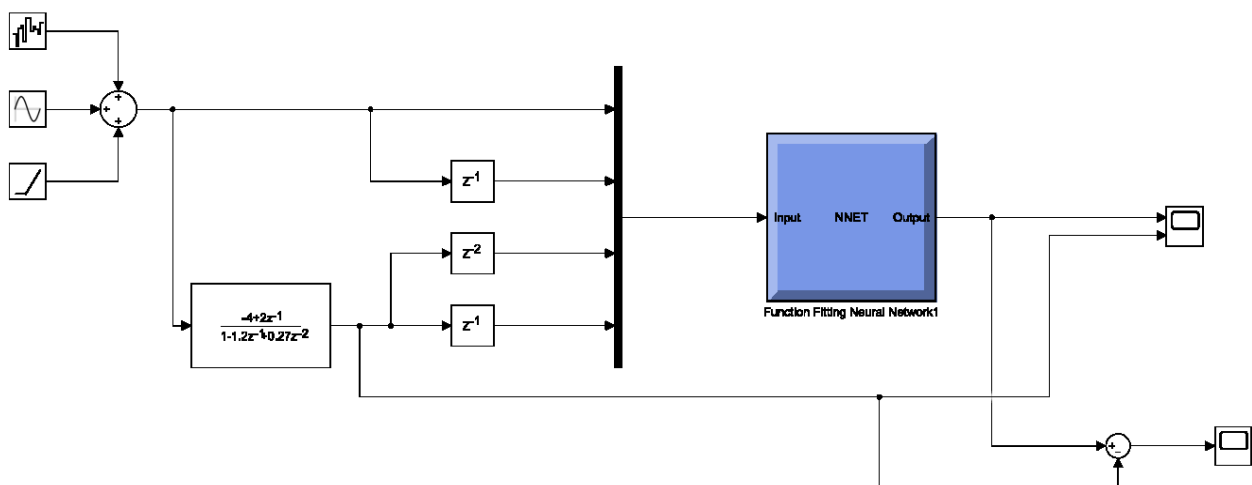 +
+
+
z⁻¹
z⁻²
z⁻¹
-4+2z⁻¹
1-1.2z⁻¹+0.27z⁻²
Input NNET Output
Function Fitting Neural Network1
+
−